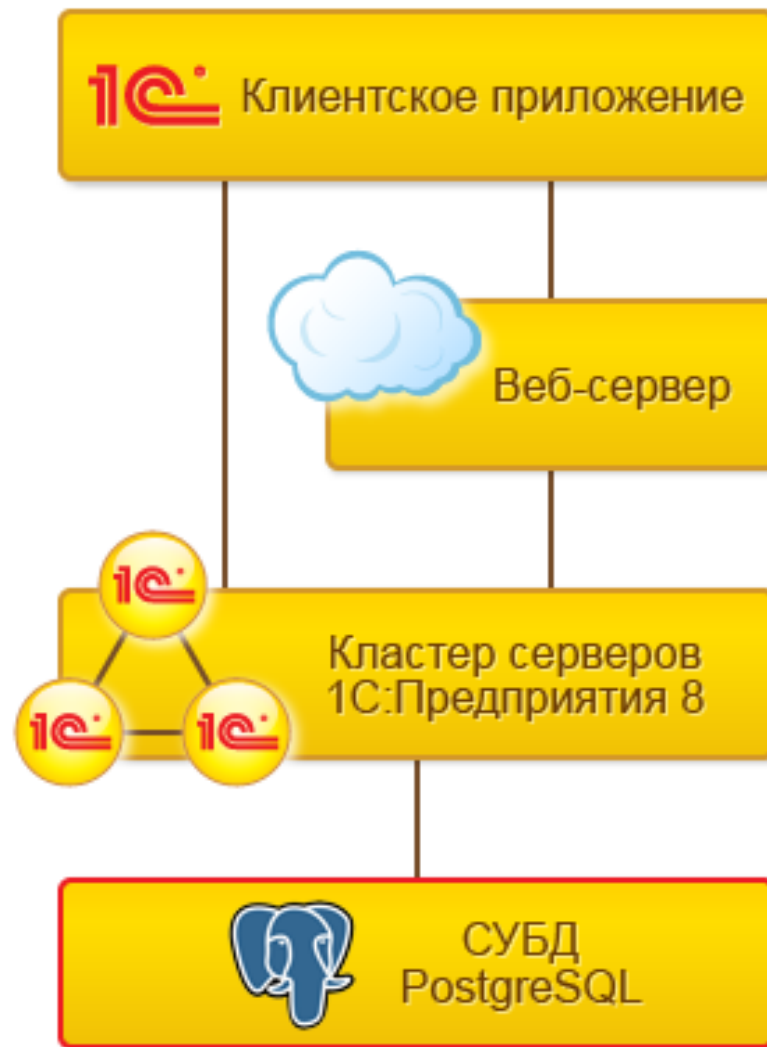 1С Клиентское приложение
Веб-сервер
1С
Кластер серверов
1С:Предприятия 8
1С 1С
СУБД
PostgreSQL